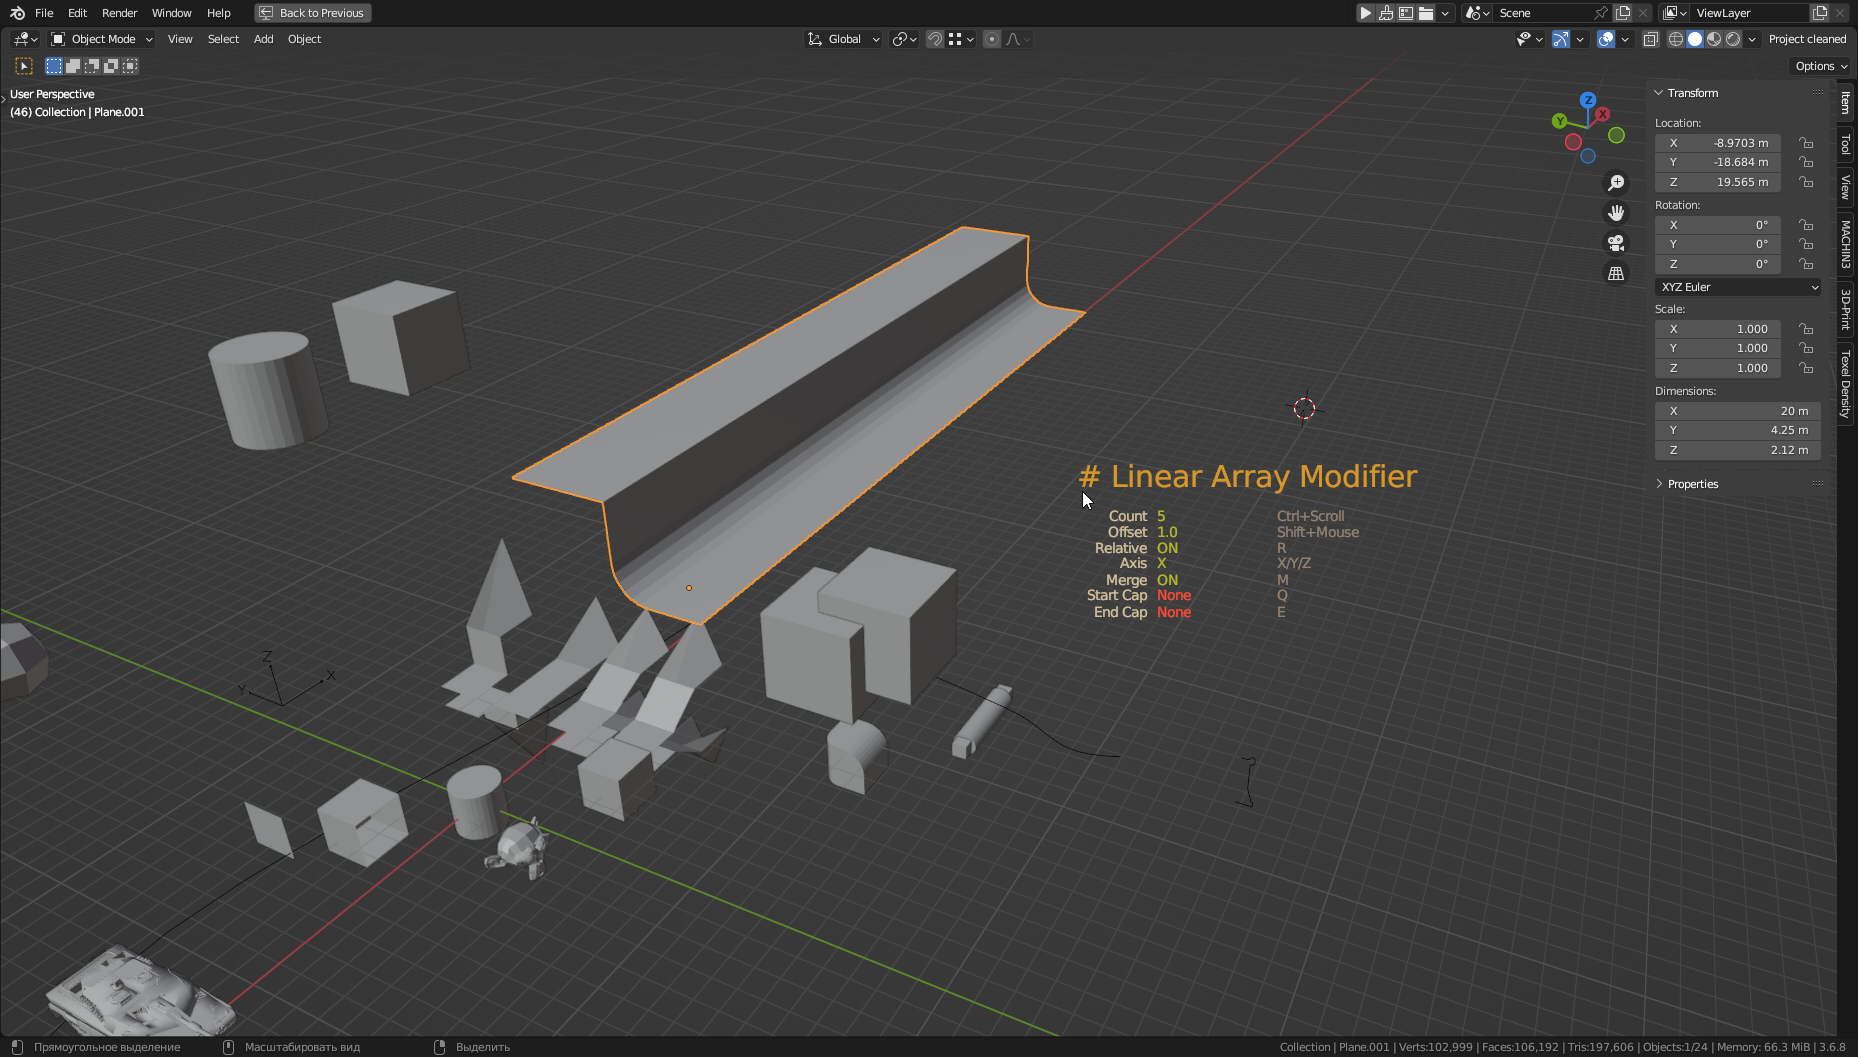 File Edit Render Window Help Back to Previous Scene ViewLayer
Object Mode View Select Add Object Global Project cleaned
Options
User Perspective
(46) Collection | Plane.001
Z
X
Y
Transform
Location:
X -8.9703 m
Y -18.684 m
Z 19.565 m
Rotation:
X 0°
Y 0°
Z 0°
XYZ Euler
Scale:
X 1.000
Y 1.000
Z 1.000
Dimensions:
X 20 m
Y 4.25 m
Z 2.12 m
Properties
Item
Tool
View
MACHIN3
3D-Print
Texel Density
# Linear Array Modifier
Count 5 Ctrl+Scroll
Offset 1.0 Shift+Mouse
Relative ON R
Axis X X/Y/Z
Merge ON M
Start Cap None Q
End Cap None E
Z
X
Y
Прямоугольное выделение Масштабировать вид Выделить Collection | Plane.001 | Verts:102,999 | Faces:106,192 | Tris:197,606 | Objects:1/24 | Memory: 66.3 MiB | 3.6.8